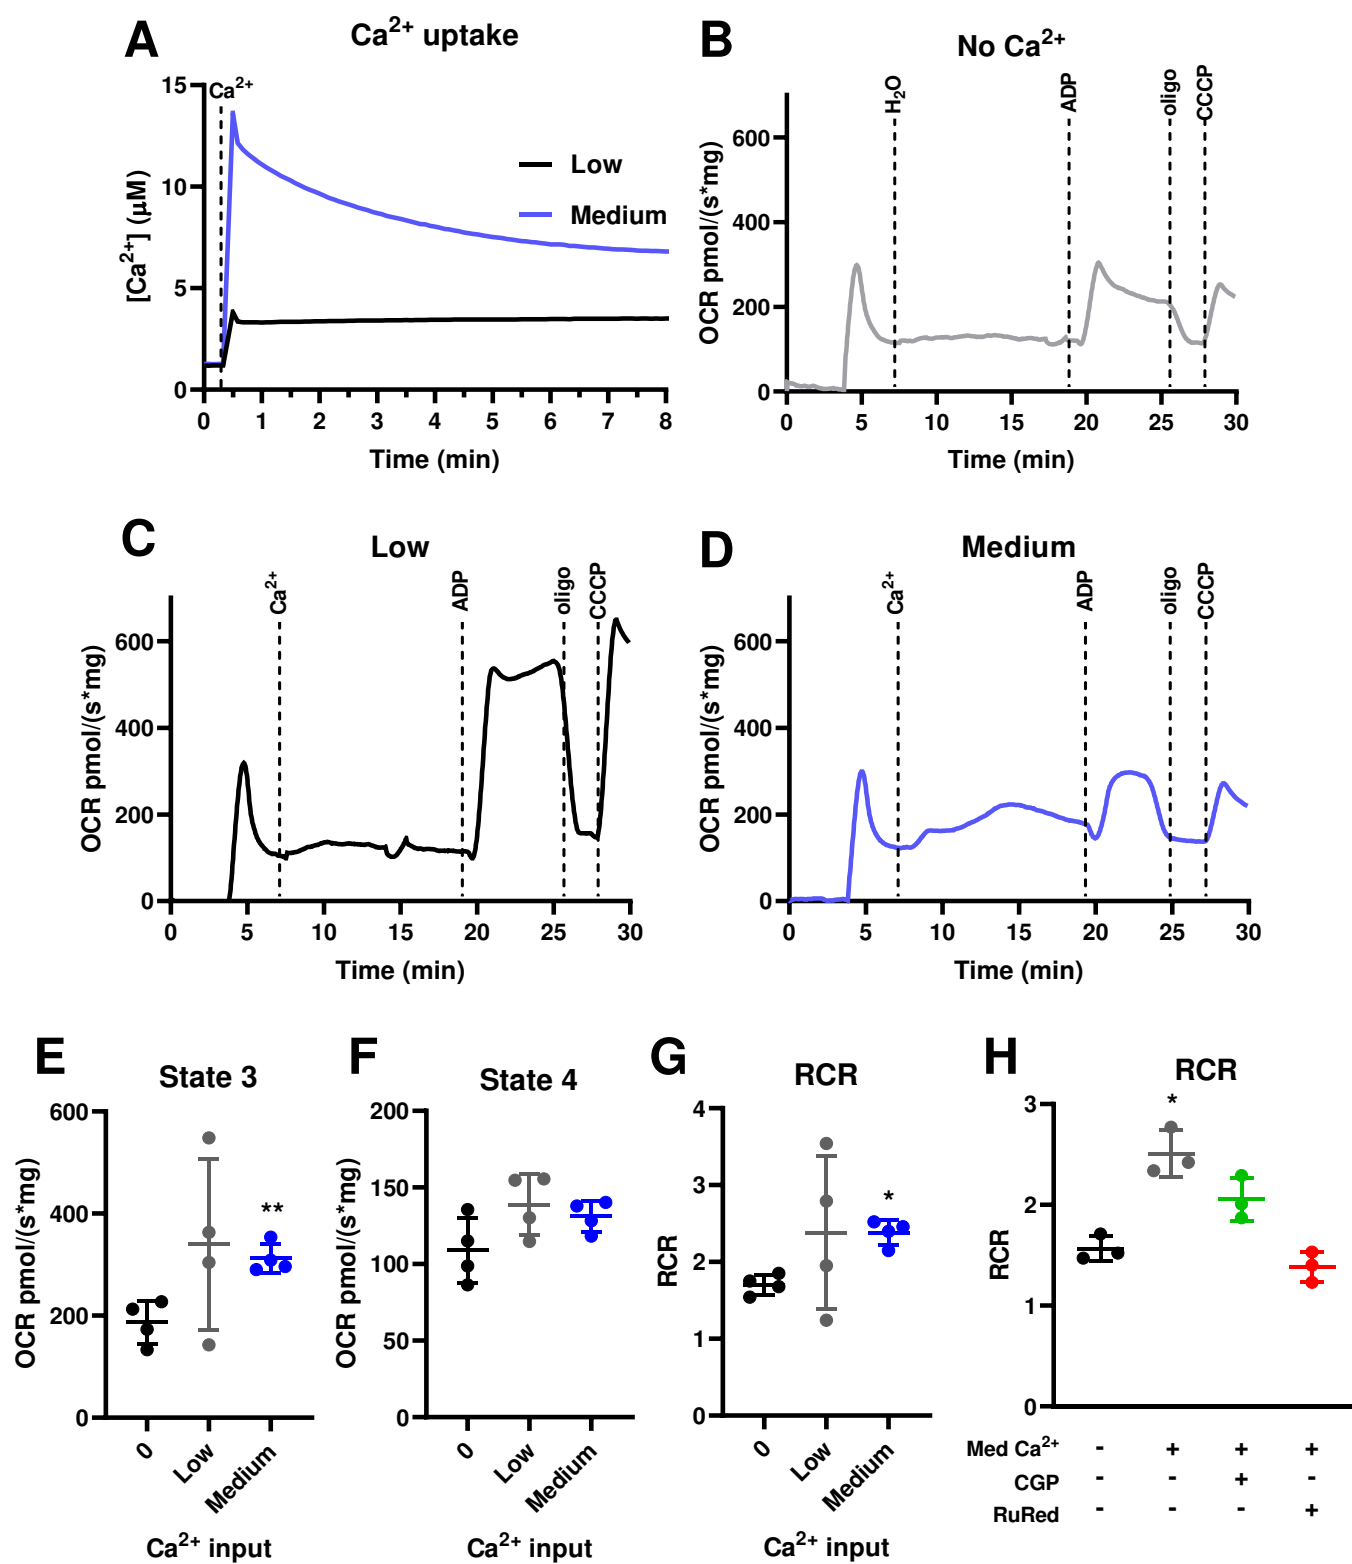 A
Ca2+ uptake
[Ca2+] (μM)
15
10
5
0
Ca2+
Low
Medium
0 1 2 3 4 5 6 7 8
Time (min)
B
No Ca2+
OCR pmol/(s*mg)
600
400
200
0
H2O
ADP
oligo
CCCP
0 5 10 15 20 25 30
Time (min)
C
Low
OCR pmol/(s*mg)
600
400
200
0
Ca2+
ADP
oligo
CCCP
0 5 10 15 20 25 30
Time (min)
D
Medium
OCR pmol/(s*mg)
600
400
200
0
Ca2+
ADP
oligo
CCCP
0 5 10 15 20 25 30
Time (min)
E
State 3
OCR pmol/(s*mg)
600
400
200
0
**
0 Low Medium
Ca2+ input
F
State 4
OCR pmol/(s*mg)
200
150
100
50
0
0 Low Medium
Ca2+ input
G
RCR
RCR
4
3
2
1
0
*
0 Low Medium
Ca2+ input
H
RCR
RCR
3
2
1
0
*
Med Ca2+ - + + +
CGP - - + -
RuRed - - - +